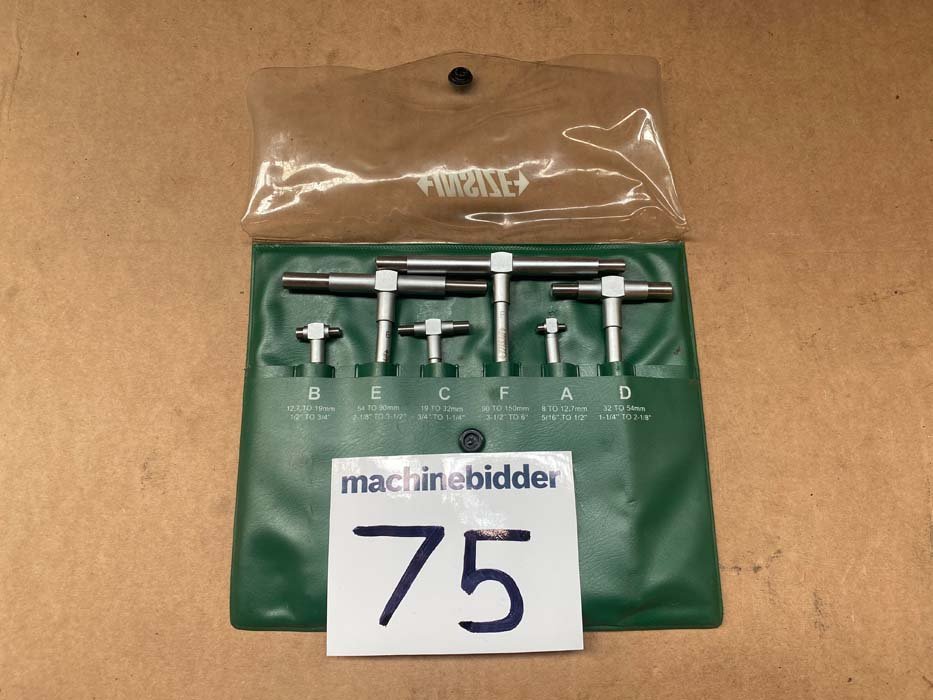 INSIZE
B E C F A D
12.7 TO 19mm 54 TO 90mm 19 TO 32mm 90 TO 150mm 8 TO 12.7mm 32 TO 54mm
1/2" TO 3/4" 2-1/8" TO 3-1/2" 3/4" TO 1-1/4" 3-1/2" TO 6" 5/16" TO 1/2" 1-1/4" TO 2-1/8"
machinebidder
75